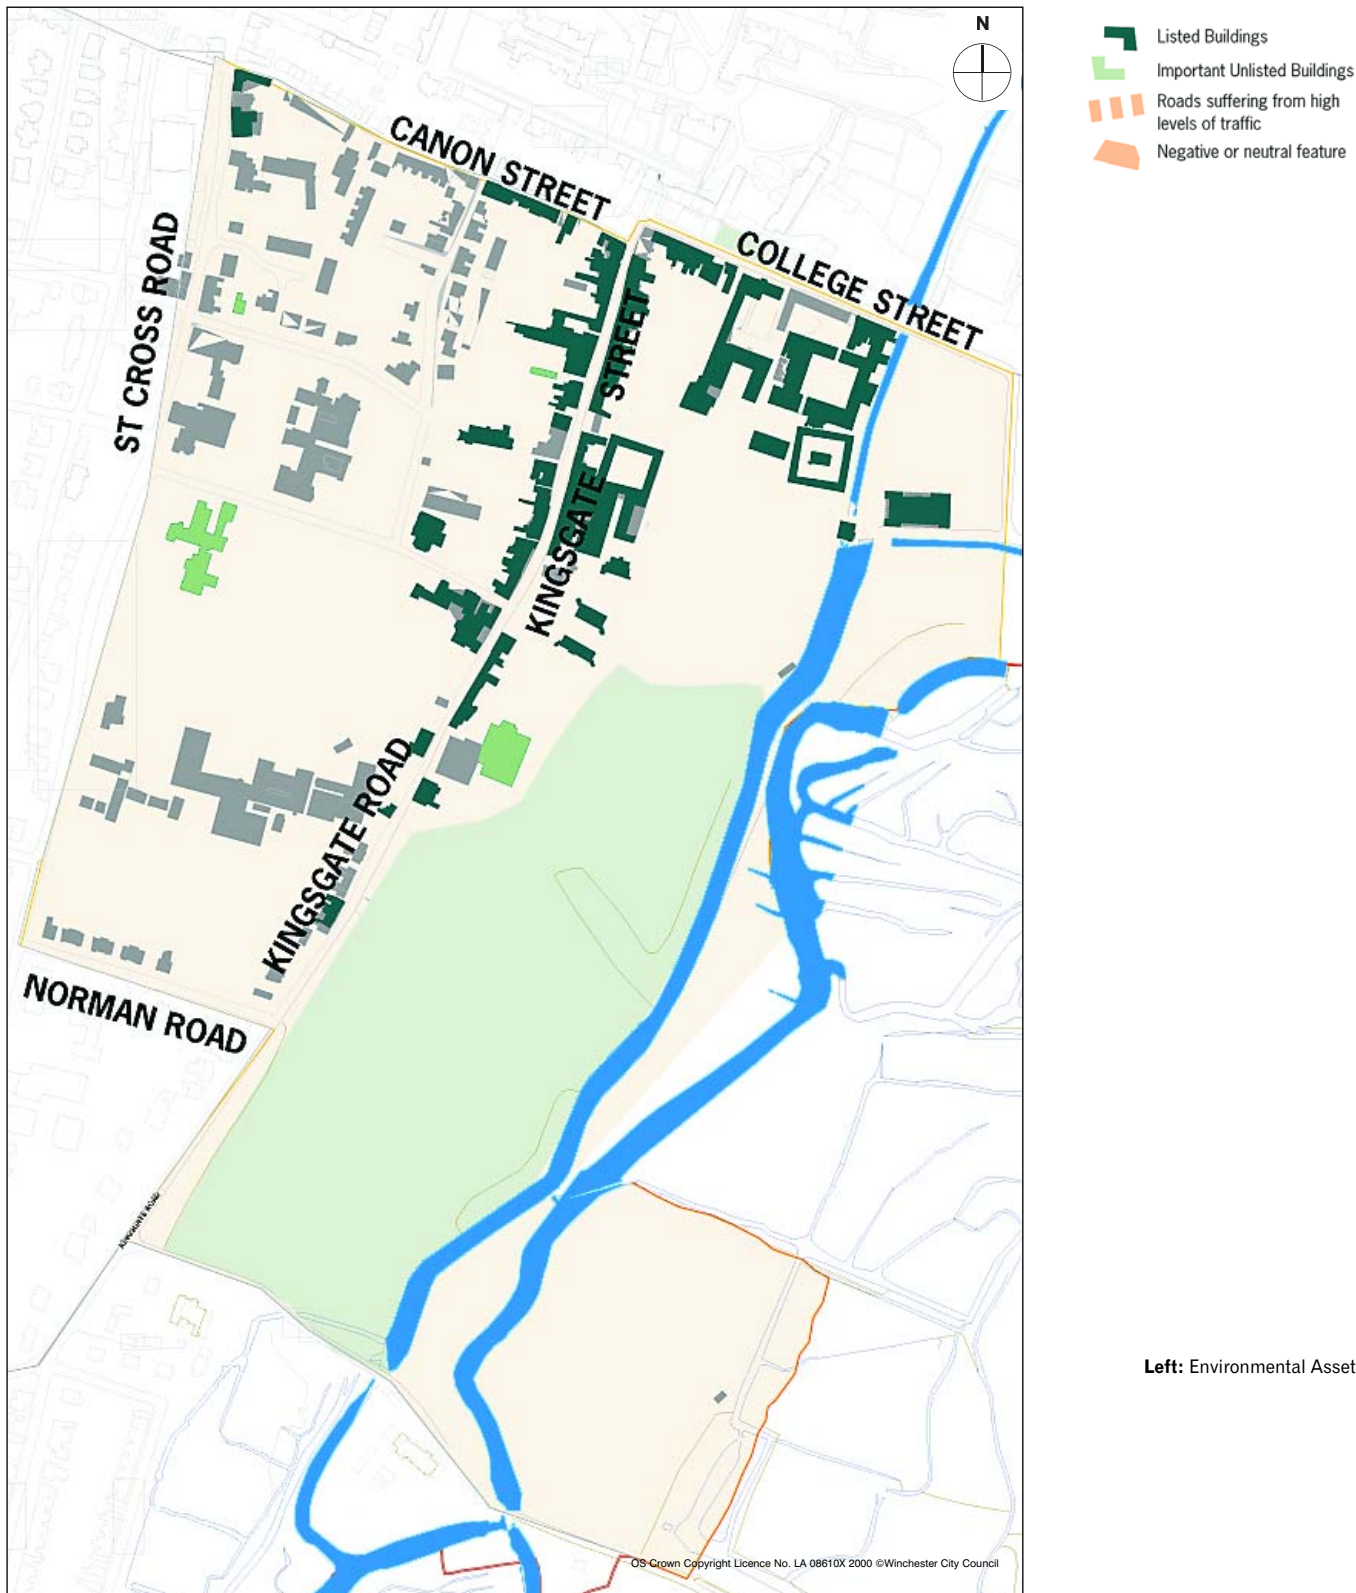 N
CANON STREET
COLLEGE STREET
ST CROSS ROAD
STREET
KINGSGATE
KINGSGATE ROAD
NORMAN ROAD
KINGSGATE ROAD
OS Crown Copyright Licence No. LA 08610X 2000 ©Winchester City Council
Listed Buildings
Important Unlisted Buildings
Roads suffering from high
levels of traffic
Negative or neutral feature
Left: Environmental Asset